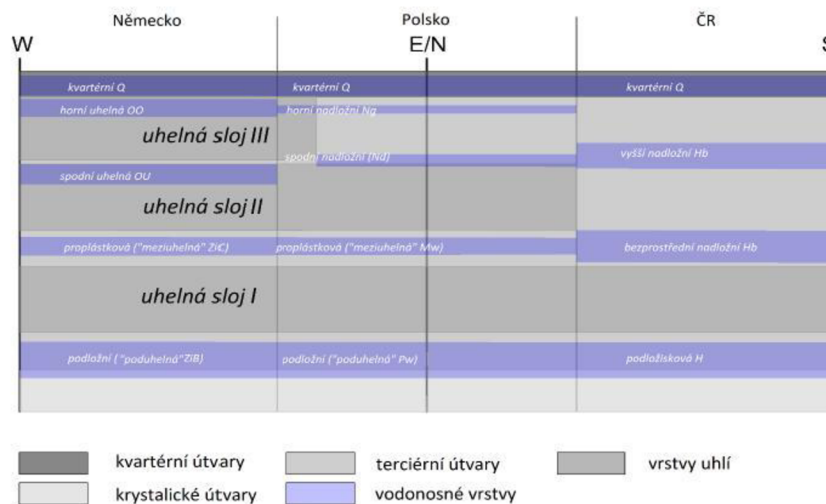 Německo Polsko ČR
W E/N S
kvartérní Q kvartérní Q kvartérní Q
horní uhelná OO horní nadložní Ng
uhelná sloj III
spodní nadložní (Nd) vyšší nadložní Hb
spodní uhelná OU
uhelná sloj II
proplástková ("meziuhelná" ZiC) proplástková ("meziuhelná" Mw) bezprostřední nadložní Hb
uhelná sloj I
podložní ("poduhelná"ZiB) podložní ("poduhelná" Pw) podložisková H
kvartérní útvary terciérní útvary vrstvy uhlí
krystalické útvary vodonosné vrstvy